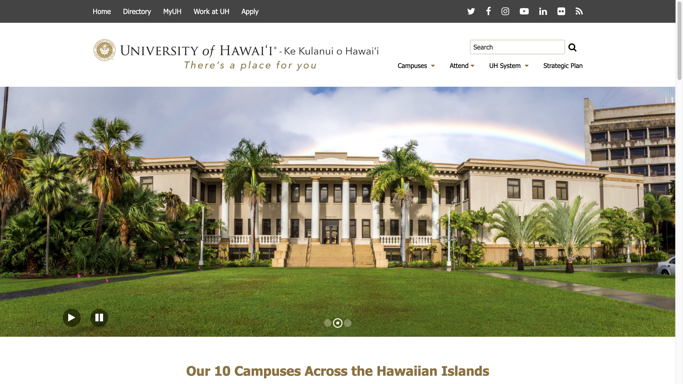 Home Directory MyUH Work at UH Apply
UNIVERSITY of HAWAIʻI® - Ke Kulanui o Hawaiʻi
There's a place for you
Search
Campuses Attend UH System Strategic Plan
Our 10 Campuses Across the Hawaiian Islands